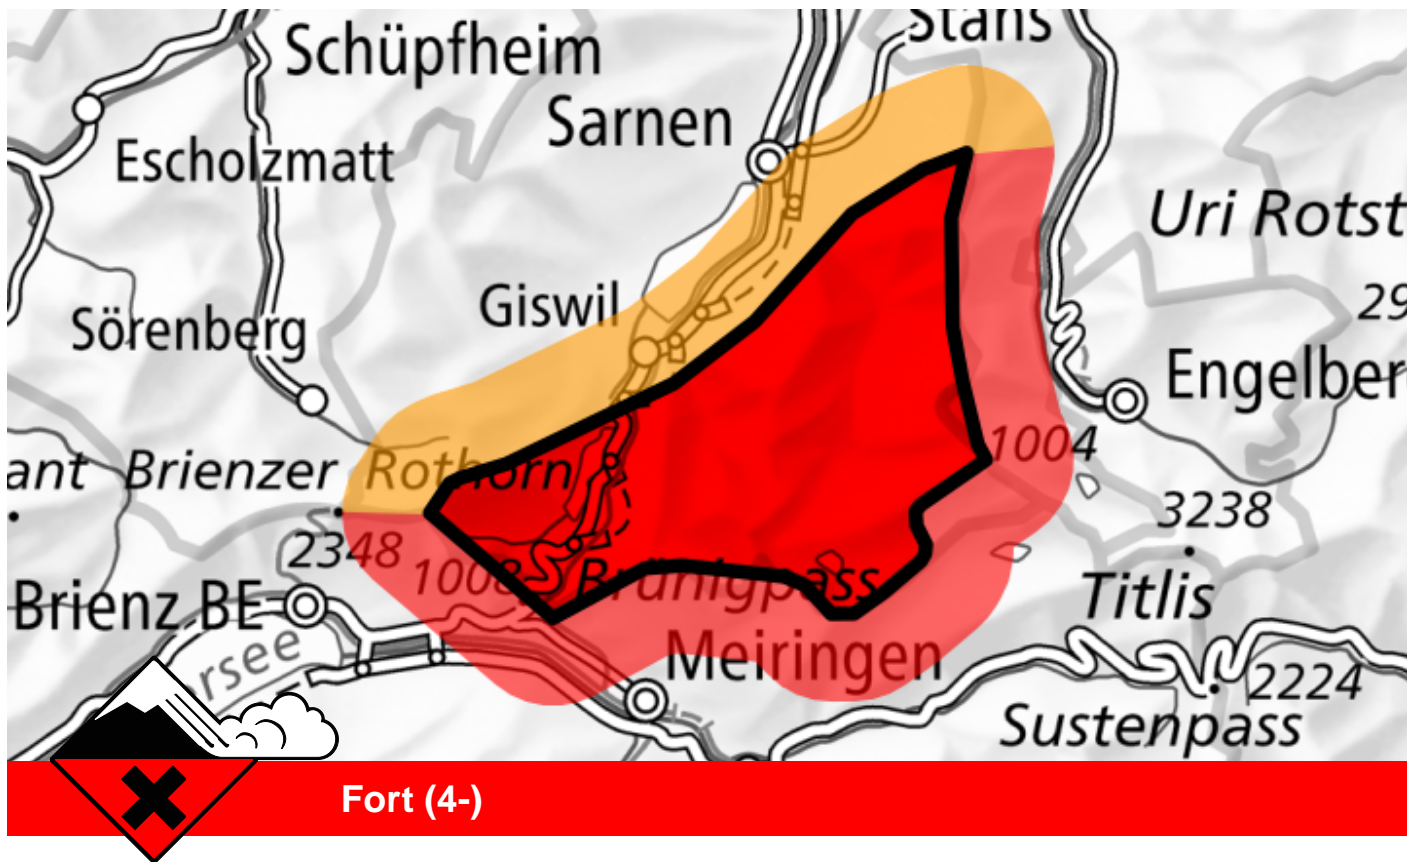 Stans
Schüpfheim
Sarnen
Escholzmatt
Uri Rotst
Giswil
29
Sörenberg
Engelber
1004
ant Brienzer Rothorn
3238
2348
1008
Brünigpass
Titlis
Brienz BE
ersee
Meiringen
2224
Sustenpass
Fort (4-)